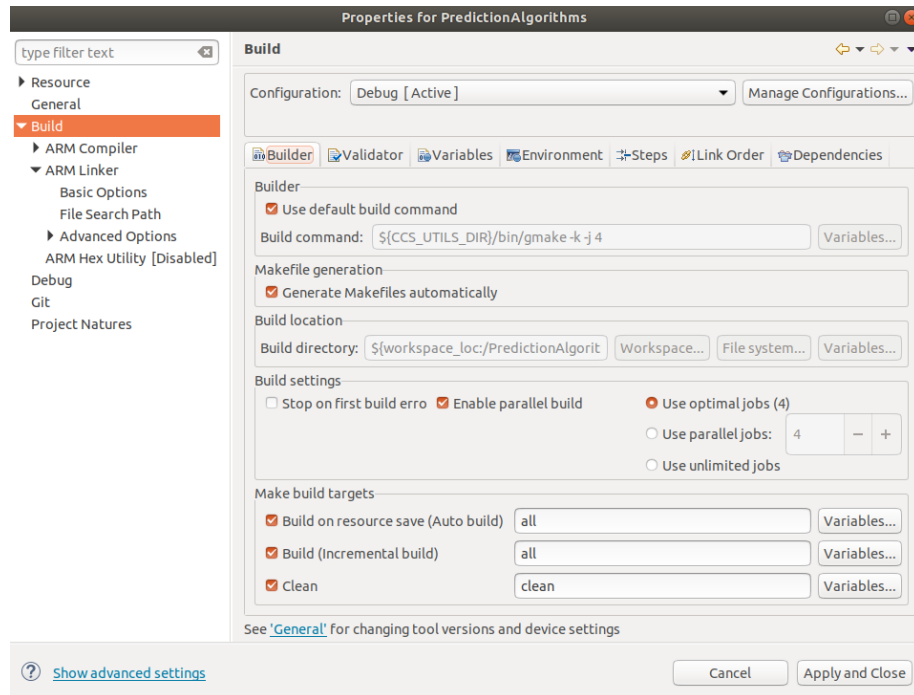 Properties for PredictionAlgorithms
type filter text
Resource
General
Build
ARM Compiler
ARM Linker
Basic Options
File Search Path
Advanced Options
ARM Hex Utility [Disabled]
Debug
Git
Project Natures
Build
Configuration: Debug [ Active ] Manage Configurations...
Builder Validator Variables Environment Steps Link Order Dependencies
Builder
Use default build command
Build command: ${CCS_UTILS_DIR}/bin/gmake -k -j 4 Variables...
Makefile generation
Generate Makefiles automatically
Build location
Build directory: ${workspace_loc:/PredictionAlgorit Workspace... File system... Variables...
Build settings
Stop on first build erro Enable parallel build Use optimal jobs (4)
Use parallel jobs: 4 − +
Use unlimited jobs
Make build targets
Build on resource save (Auto build) all Variables...
Build (Incremental build) all Variables...
Clean clean Variables...
See 'General' for changing tool versions and device settings
? Show advanced settings Cancel Apply and Close